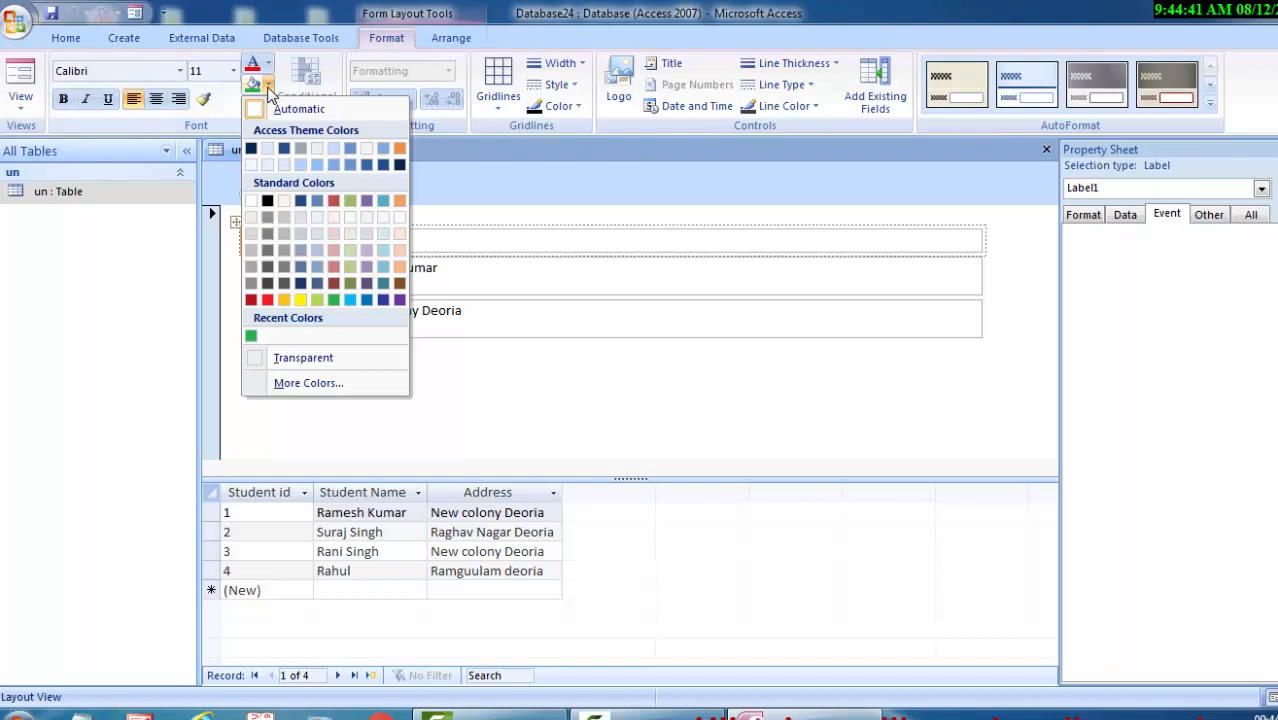 9:44:41 AM 08/12/2
Form Layout Tools
Database24 : Database (Access 2007) - Microsoft Access
Home
Create
External Data
Database Tools
Format
Arrange
View
Views
Calibri
11
B
I
U
A
Font
Conditional
Formatting
Gridlines
Width
Style
Color
Gridlines
Logo
Title
Page Numbers
Date and Time
Line Thickness
Line Type
Line Color
Add Existing
Fields
Controls
AutoFormat
Automatic
Access Theme Colors
Standard Colors
Recent Colors
Transparent
More Colors...
All Tables
un
un : Table
Property Sheet
Selection type: Label
Label1
Format
Data
Event
Other
All
Deoria
Student id
Student Name
Address
1
Ramesh Kumar
New colony Deoria
2
Suraj Singh
Raghav Nagar Deoria
3
Rani Singh
New colony Deoria
4
Rahul
Ramguulam deoria
(New)
Record:
1 of 4
No Filter
Search
Layout View